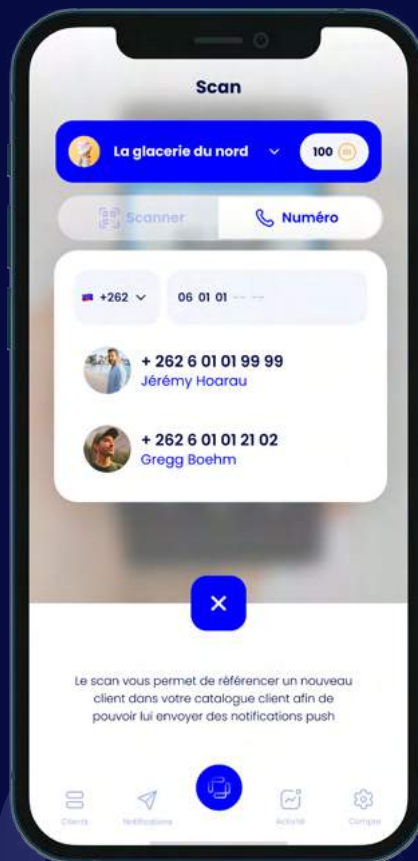 Scan
La glacerie du nord
100 m
Scanner
Numéro
+262
06 01 01 -- --
+ 262 6 01 01 99 99
Jérémy Hoarau
+ 262 6 01 01 21 02
Gregg Boehm
Le scan vous permet de référencer un nouveau
client dans votre catalogue client afin de
pouvoir lui envoyer des notifications push
Clients
Notifications
Activité
Compte